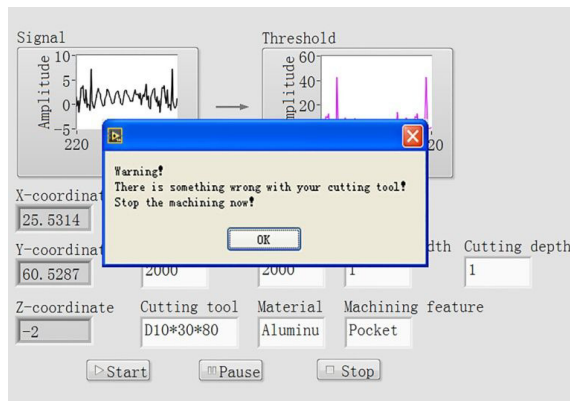 Signal Threshold
Amplitude
10
5
0
-5
220
Amplitude
60
40
20
20
Warning!
There is something wrong with your cutting tool!
Stop the machining now!
OK
X-coordinat
25.5314
Y-coordinat dth Cutting depth
60.5287 2000 2000 1 1
Z-coordinate Cutting tool Material Machining feature
-2 D10*30*80 Aluminu Pocket
Start Pause Stop